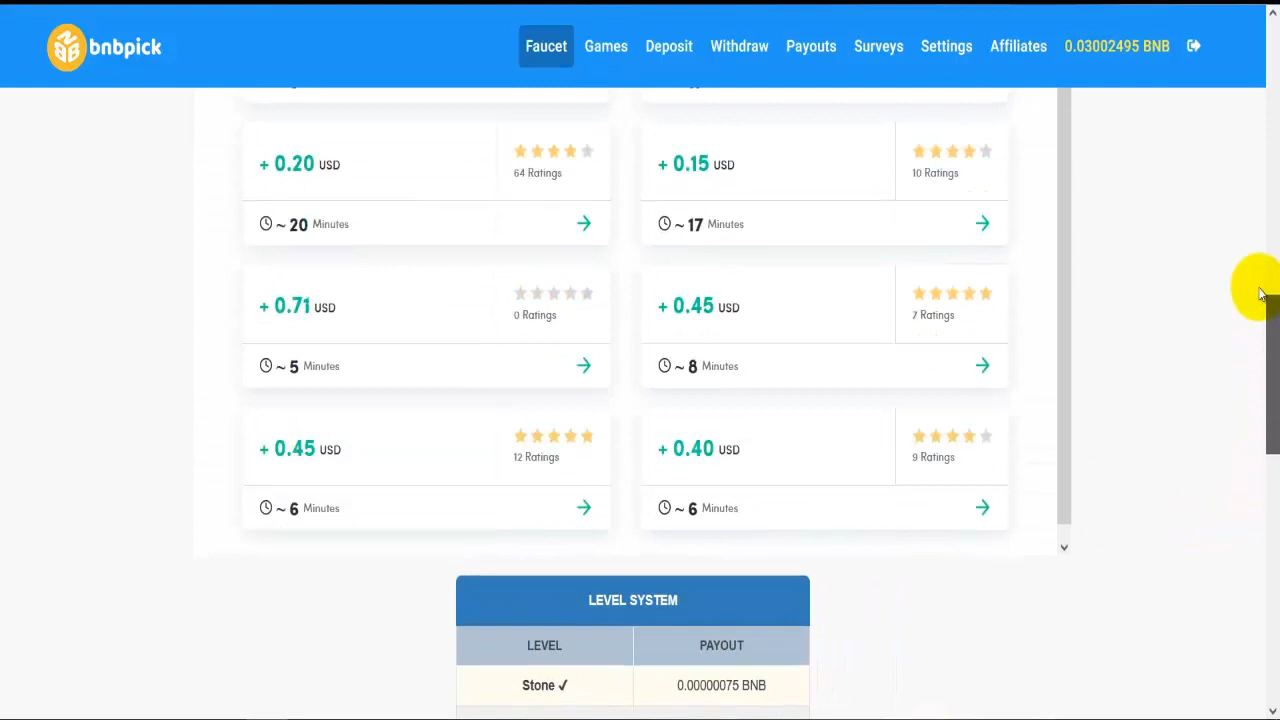 bnbpick
Faucet Games Deposit Withdraw Payouts Surveys Settings Affiliates 0.03002495 BNB
+ 0.20 USD
64 Ratings
~ 20 Minutes
+ 0.15 USD
10 Ratings
~ 17 Minutes
+ 0.71 USD
0 Ratings
~ 5 Minutes
+ 0.45 USD
7 Ratings
~ 8 Minutes
+ 0.45 USD
12 Ratings
~ 6 Minutes
+ 0.40 USD
9 Ratings
~ 6 Minutes
LEVEL SYSTEM
LEVEL PAYOUT
Stone ✓ 0.00000075 BNB